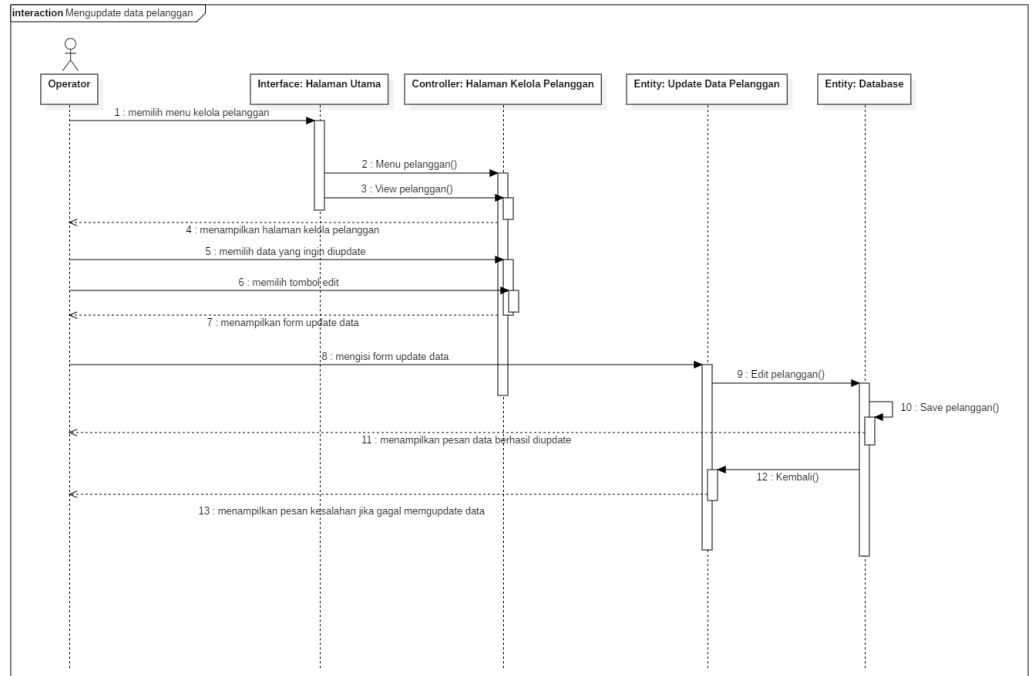 interaction Mengupdate data pelanggan
Operator
Interface: Halaman Utama
Controller: Halaman Kelola Pelanggan
Entity: Update Data Pelanggan
Entity: Database
1 : memilih menu kelola pelanggan
2 : Menu pelanggan()
3 : View pelanggan()
4 : menampilkan halaman kelola pelanggan
5 : memilih data yang ingin diupdate
6 : memilih tombol edit
7 : menampilkan form update data
8 : mengisi form update data
9 : Edit pelanggan()
10 : Save pelanggan()
11 : menampilkan pesan data berhasil diupdate
12 : Kembali()
13 : menampilkan pesan kesalahan jika gagal memgupdate data